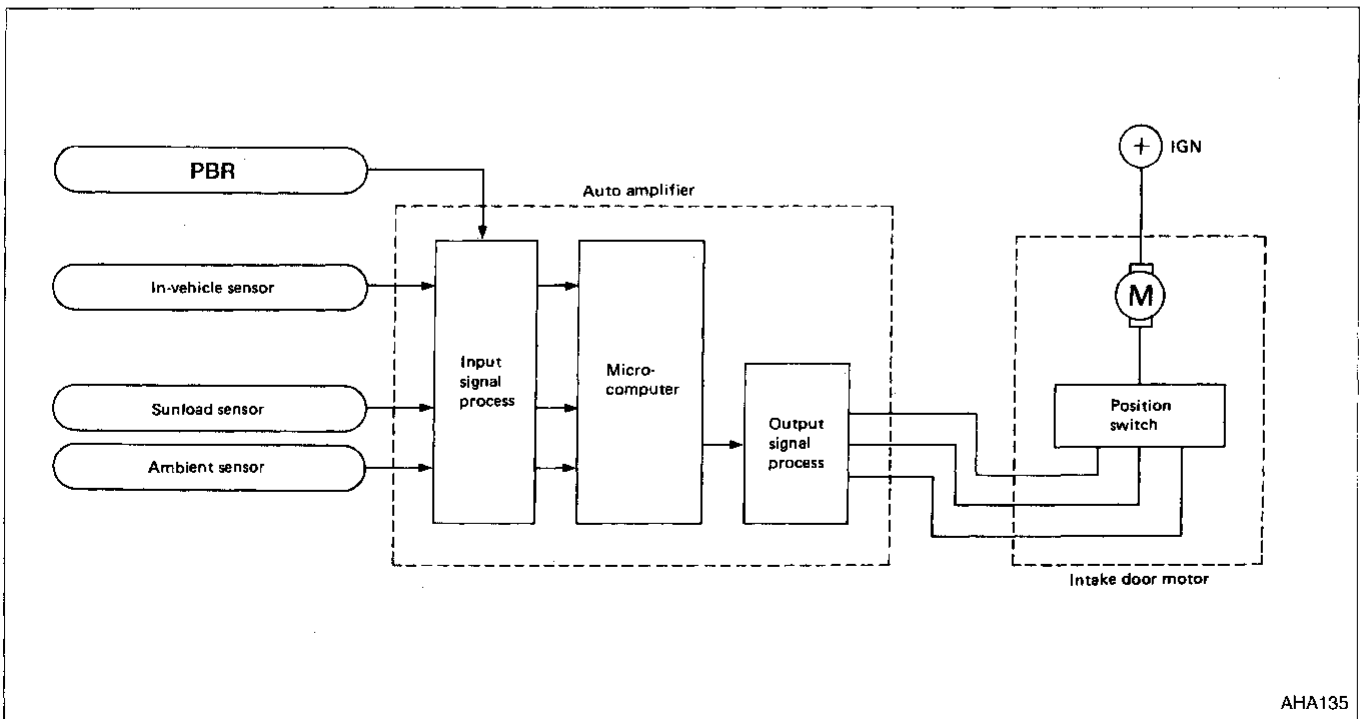 PBR
In-vehicle sensor
Sunload sensor
Ambient sensor
Auto amplifier
Input
signal
process
Micro-
computer
Output
signal
process
+
IGN
M
Position
switch
Intake door motor
AHA135